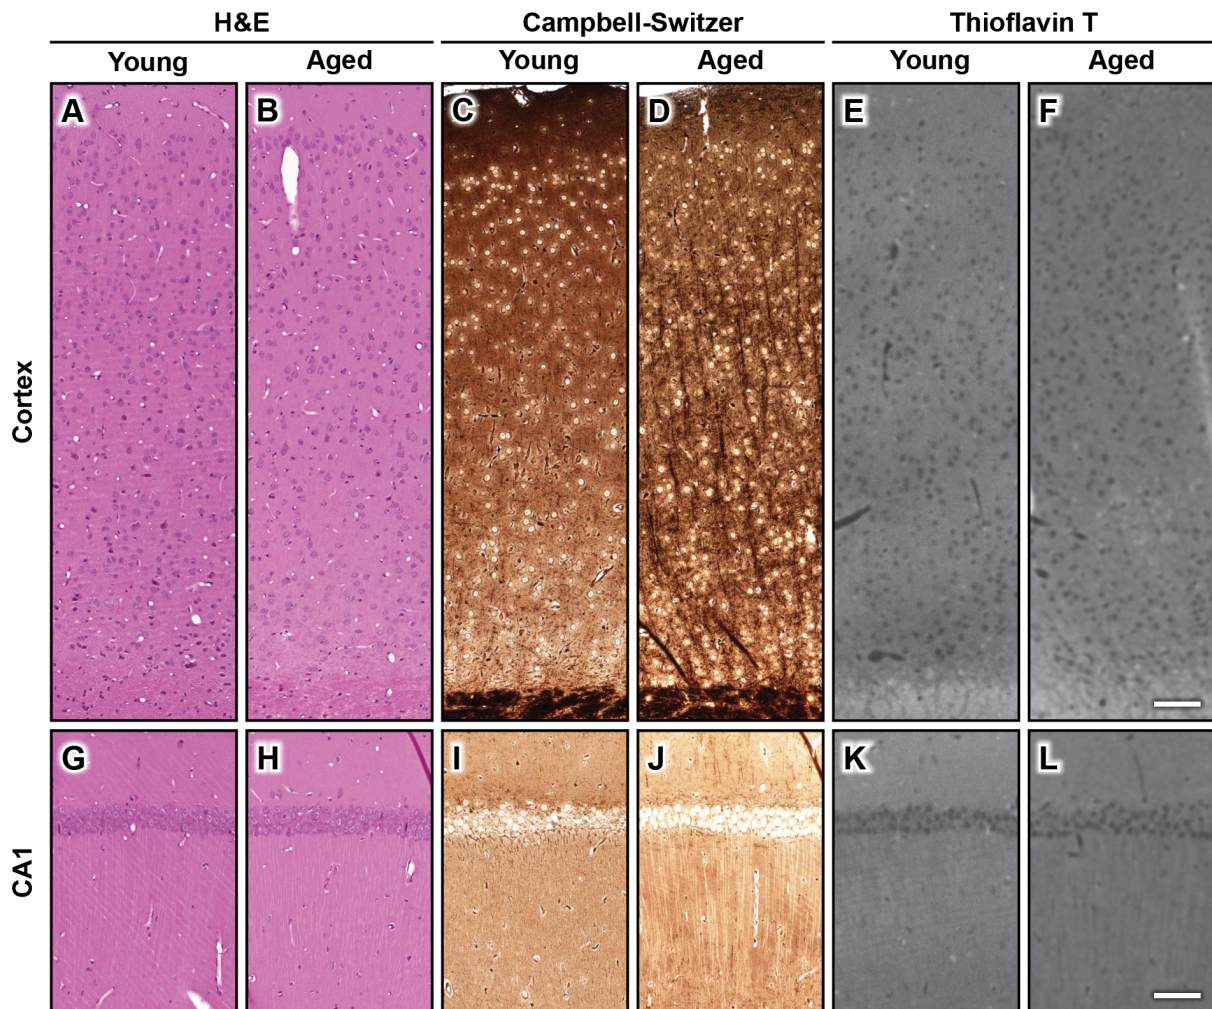 H&E Campbell-Switzer Thioflavin T
Young Aged Young Aged Young Aged
A B C D E F
Cortex
G H I J K L
CA1